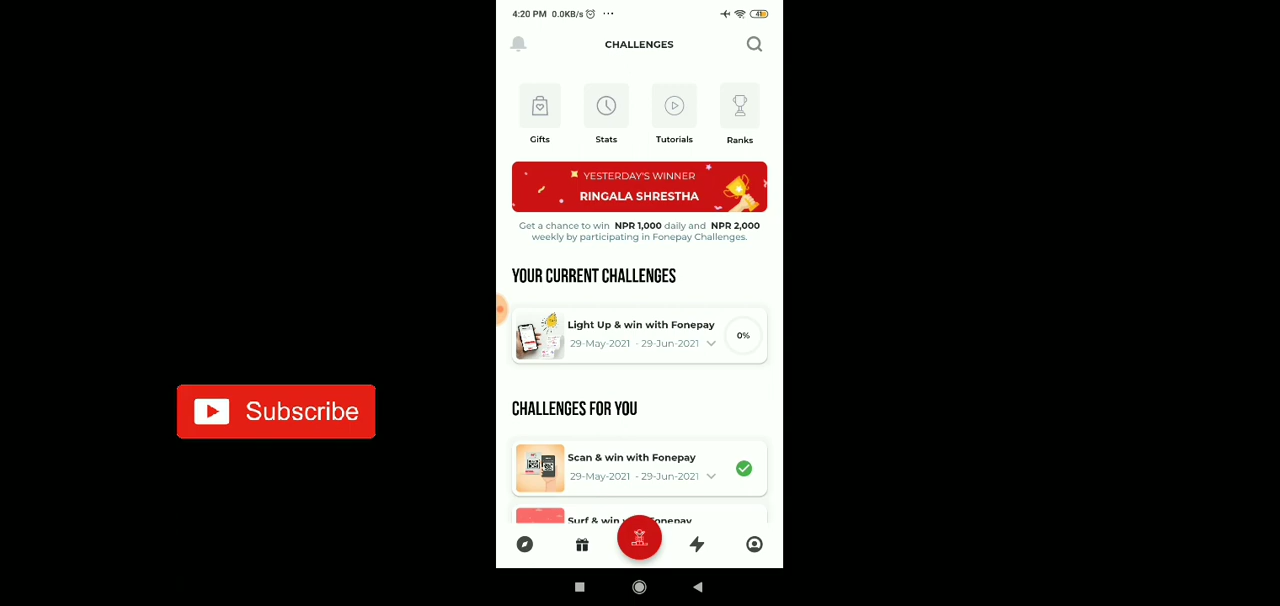 4:20 PM 0.0KB/s ...
41
CHALLENGES
Gifts Stats Tutorials Ranks
YESTERDAY'S WINNER
RINGALA SHRESTHA
Get a chance to win NPR 1,000 daily and NPR 2,000
weekly by participating in Fonepay Challenges.
YOUR CURRENT CHALLENGES
Light Up & win with Fonepay
29-May-2021 - 29-Jun-2021
0%
Subscribe
CHALLENGES FOR YOU
Scan & win with Fonepay
29-May-2021 - 29-Jun-2021
Surf & win Fonepay